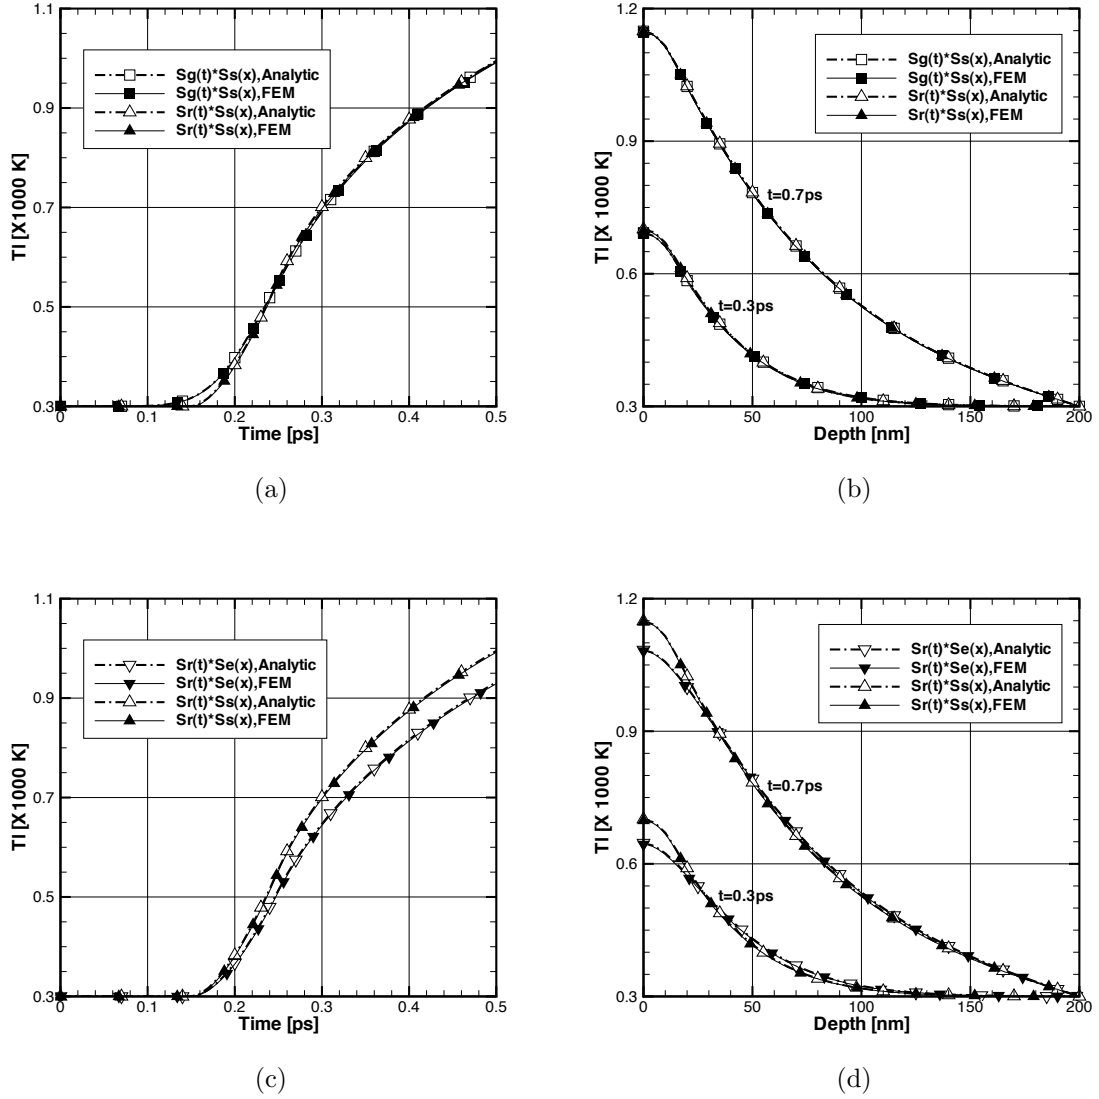 Tl [X1000 K]
1.1
0.9
0.7
0.5
0.3
Sg(t)*Ss(x),Analytic
Sg(t)*Ss(x),FEM
Sr(t)*Ss(x),Analytic
Sr(t)*Ss(x),FEM
0 0.1 0.2 0.3 0.4 0.5
Time [ps]
(a)
Tl [X 1000 K]
1.2
0.9
0.6
0.3
Sg(t)*Ss(x),Analytic
Sg(t)*Ss(x),FEM
Sr(t)*Ss(x),Analytic
Sr(t)*Ss(x),FEM
t=0.7ps
t=0.3ps
0 50 100 150 200
Depth [nm]
(b)
Tl [X1000 K]
1.1
0.9
0.7
0.5
0.3
Sr(t)*Se(x),Analytic
Sr(t)*Se(x),FEM
Sr(t)*Ss(x),Analytic
Sr(t)*Ss(x),FEM
0 0.1 0.2 0.3 0.4 0.5
Time [ps]
(c)
Tl [X 1000 K]
1.2
0.9
0.6
0.3
Sr(t)*Se(x),Analytic
Sr(t)*Se(x),FEM
Sr(t)*Ss(x),Analytic
Sr(t)*Ss(x),FEM
t=0.7ps
t=0.3ps
0 50 100 150 200
Depth [nm]
(d)